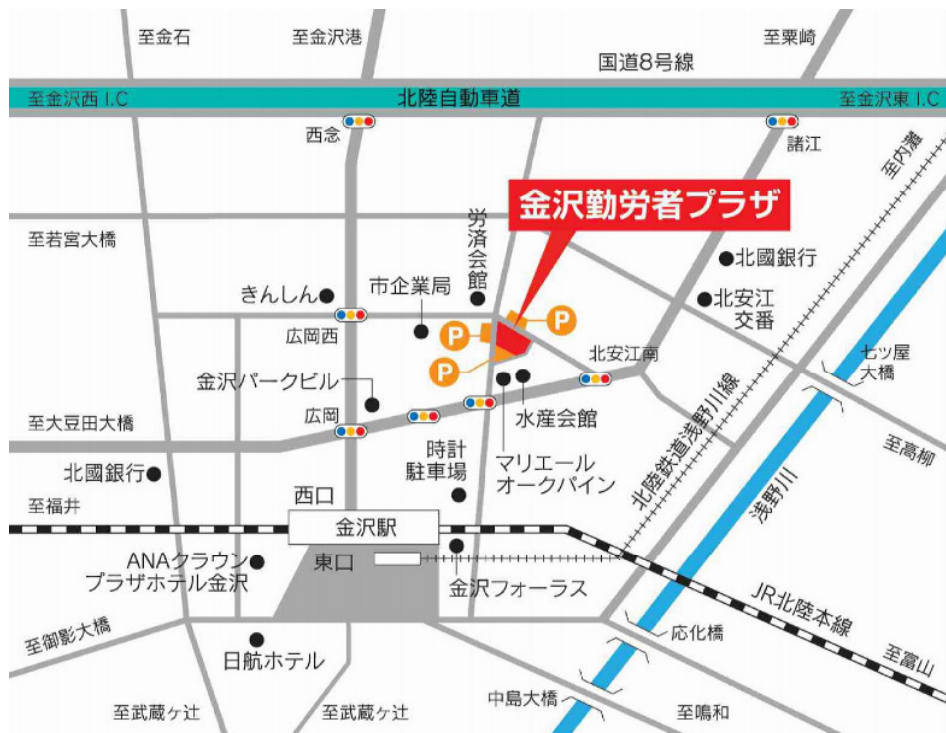 至金石
至金沢港
至粟崎
国道8号線
至金沢西 I.C
北陸自動車道
至金沢東 I.C
西念
諸江
至内灘
金沢勤労者プラザ
至若宮大橋
労済会館
北國銀行
市企業局
きんしん
北安江
交番
P
P
P
広岡西
北安江南
七ツ屋
大橋
金沢パークビル
広岡
水産会館
至大豆田大橋
北陸鉄道浅野川線
至高柳
時計
駐車場
マリエール
オークパイン
北國銀行
浅野川
西口
至福井
金沢駅
東口
ANAクラウン
プラザホテル金沢
金沢フォーラス
JR北陸本線
至御影大橋
応化橋
日航ホテル
至富山
中島大橋
至武蔵ヶ辻
至武蔵ヶ辻
至鳴和